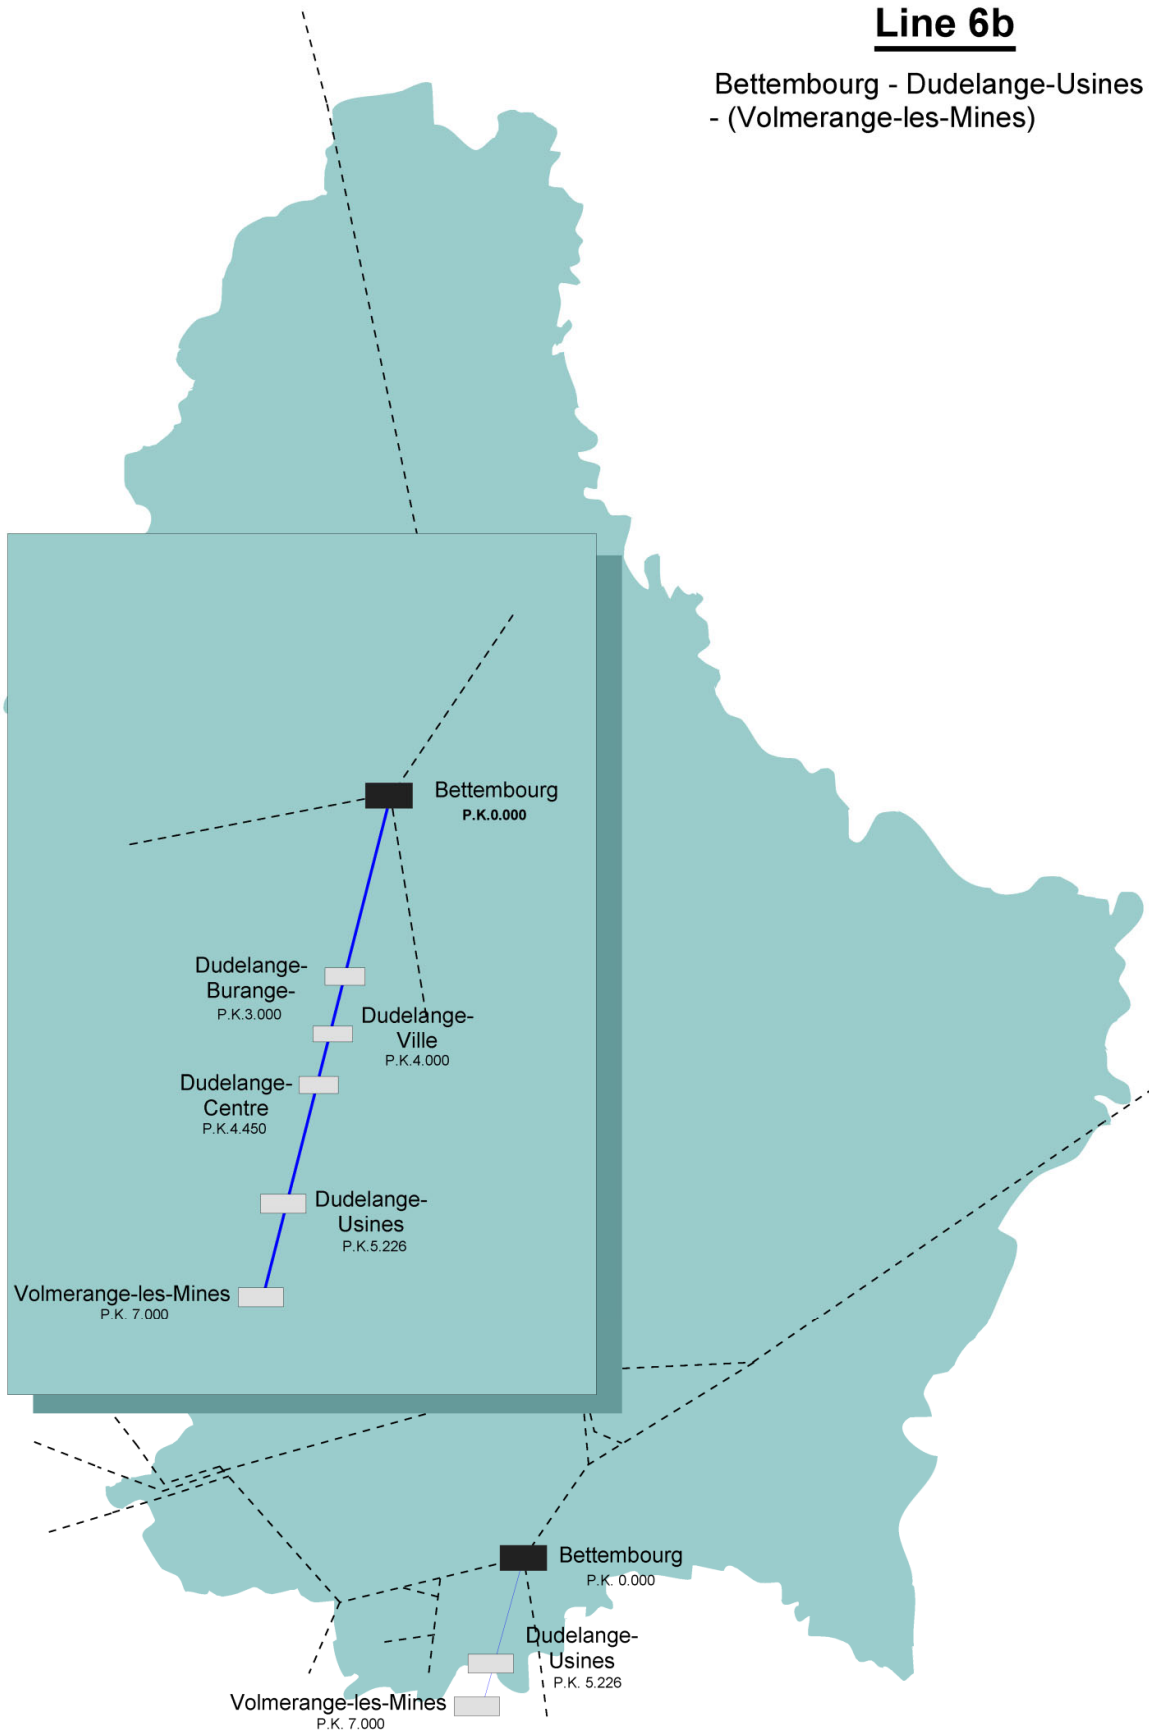 Line 6b
Bettembourg - Dudelange-Usines
- (Volmerange-les-Mines)
Bettembourg
P.K.0.000
Dudelange-
Burange-
P.K.3.000
Dudelange-
Ville
P.K.4.000
Dudelange-
Centre
P.K.4.450
Dudelange-
Usines
P.K.5.226
Volmerange-les-Mines
P.K. 7.000
Bettembourg
P.K. 0.000
Dudelange-
Usines
P.K. 5.226
Volmerange-les-Mines
P.K. 7.000